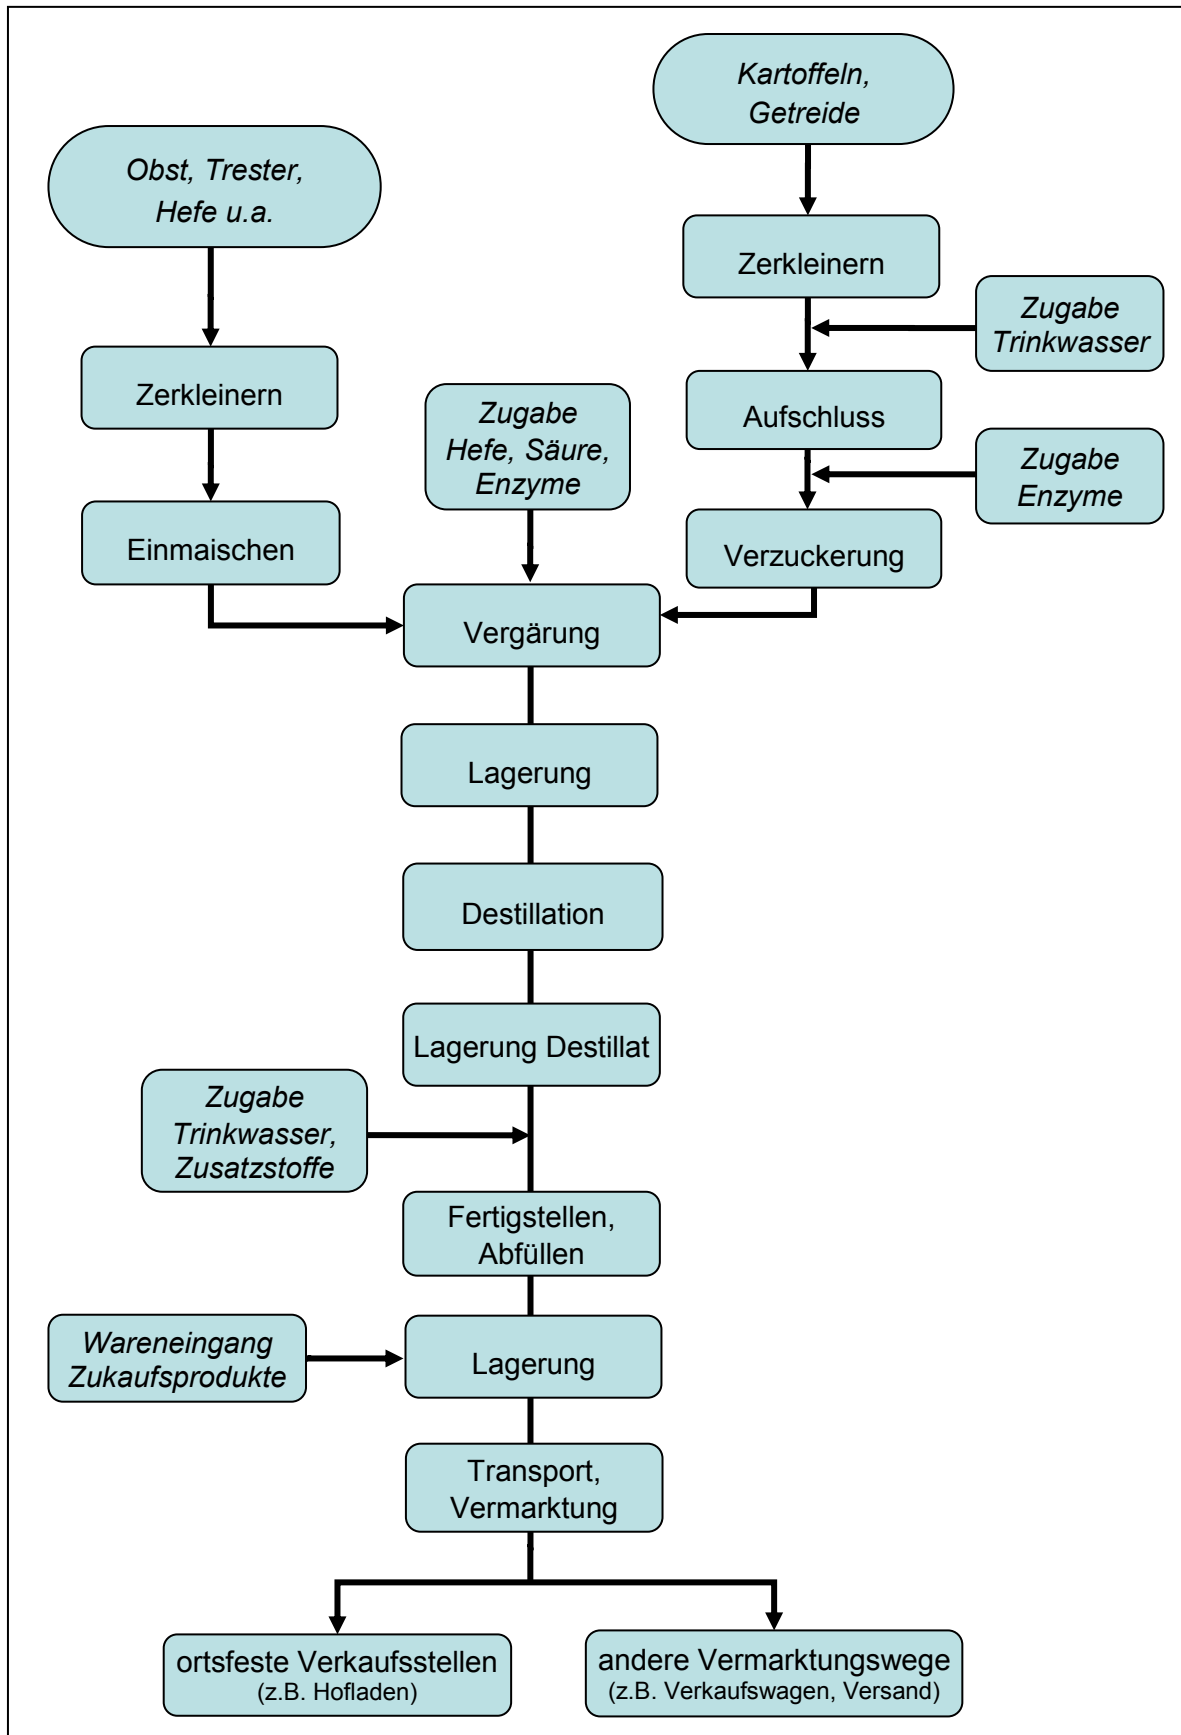 Kartoffeln,
Getreide
Obst, Trester,
Hefe u.a.
Zerkleinern
Zugabe
Trinkwasser
Zerkleinern
Zugabe
Hefe, Säure,
Enzyme
Aufschluss
Zugabe
Enzyme
Einmaischen
Verzuckerung
Vergärung
Lagerung
Destillation
Lagerung Destillat
Zugabe
Trinkwasser,
Zusatzstoffe
Fertigstellen,
Abfüllen
Wareneingang
Zukaufsprodukte
Lagerung
Transport,
Vermarktung
ortsfeste Verkaufsstellen
(z.B. Hofladen)
andere Vermarktungswege
(z.B. Verkaufswagen, Versand)